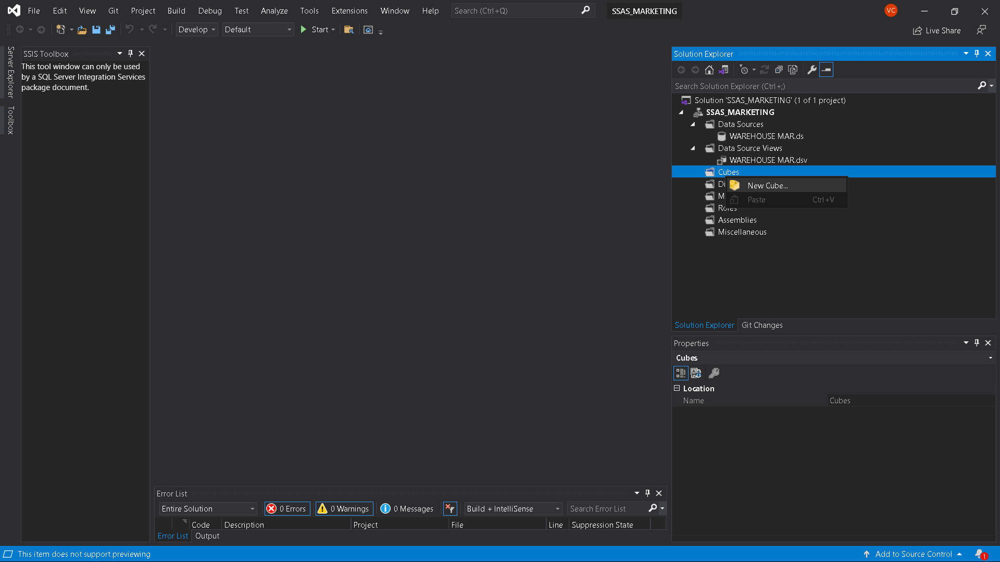 File Edit View Git Project Build Debug Test Analyze Tools Extensions Window Help Search (Ctrl+Q) SSAS_MARKETING VC
Develop Default Start Live Share
Server Explorer
Toolbox
SSIS Toolbox
This tool window can only be used
by a SQL Server Integration Services
package document.
Solution Explorer
Search Solution Explorer (Ctrl+;)
Solution 'SSAS_MARKETING' (1 of 1 project)
SSAS_MARKETING
Data Sources
WAREHOUSE MAR.ds
Data Source Views
WAREHOUSE MAR.dsv
Cubes
Di
New Cube...
M
Paste Ctrl+V
Roles
Assemblies
Miscellaneous
Solution Explorer Git Changes
Properties
Cubes
Location
Name Cubes
Error List
Entire Solution 0 Errors 0 Warnings 0 Messages Build + IntelliSense Search Error List
Code Description Project File Line Suppression State
Error List Output
This item does not support previewing Add to Source Control 1